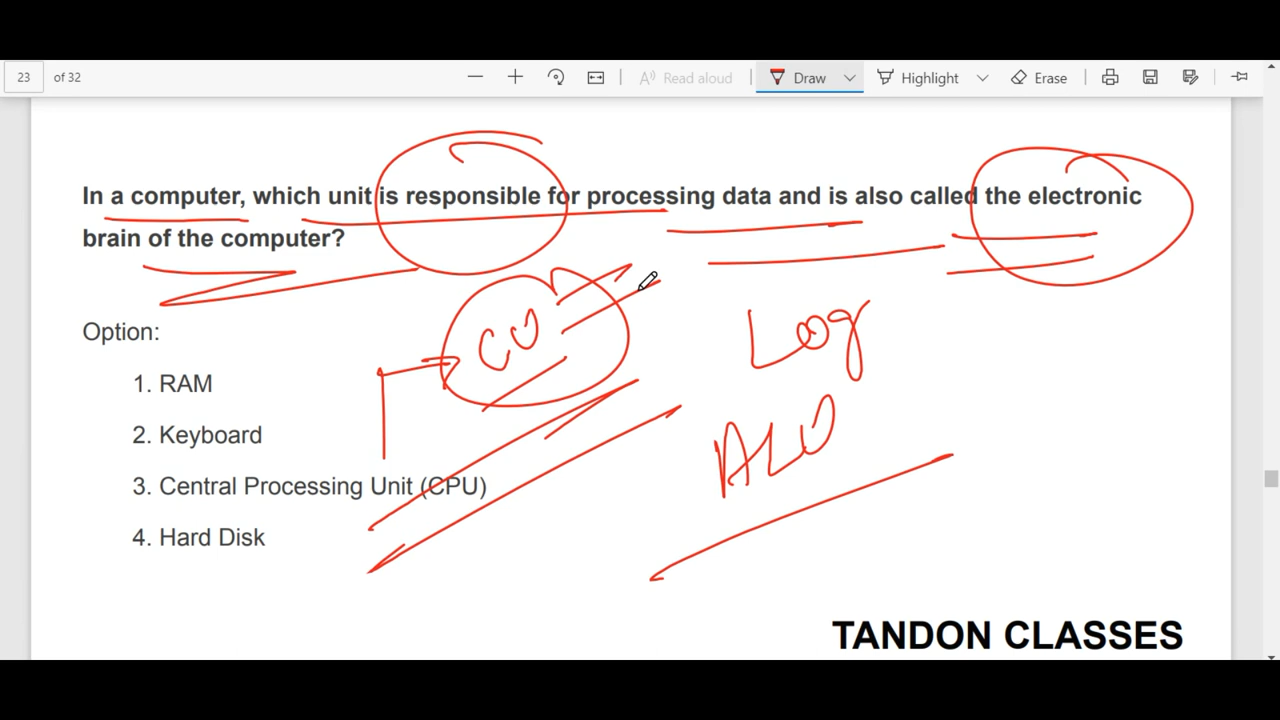 23 of 32 Read aloud Draw Highlight Erase
In a computer, which unit is responsible for processing data and is also called the electronic
brain of the computer?
CU
Log
Option:
1. RAM
2. Keyboard
ALU
3. Central Processing Unit (CPU)
4. Hard Disk
TANDON CLASSES